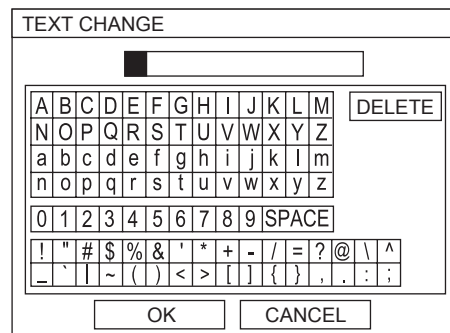 TEXT CHANGE
A B C D E F G H I J K L M DELETE
N O P Q R S T U V W X Y Z
a b c d e f g h i j k l m
n o p q r s t u v w x y z
0 1 2 3 4 5 6 7 8 9 SPACE
! " # $ % & ' * + - / = ? @ \ ^
_ ` | ~ ( ) < > [ ] { } , . : ;
OK CANCEL